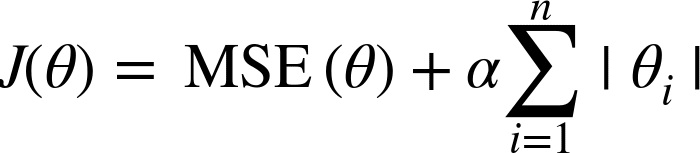 J(θ) = MSE (θ) + α ∑_{i=1}^{n} | θ_i |